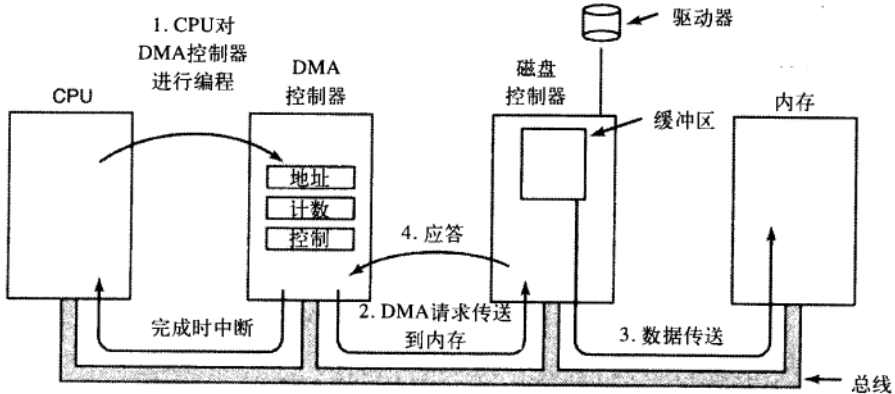 1. CPU对
DMA控制器
进行编程
驱动器
CPU
DMA
控制器
磁盘
控制器
缓冲区
内存
地址
计数
控制
4. 应答
完成时中断
2. DMA请求传送
到内存
3. 数据传送
总线